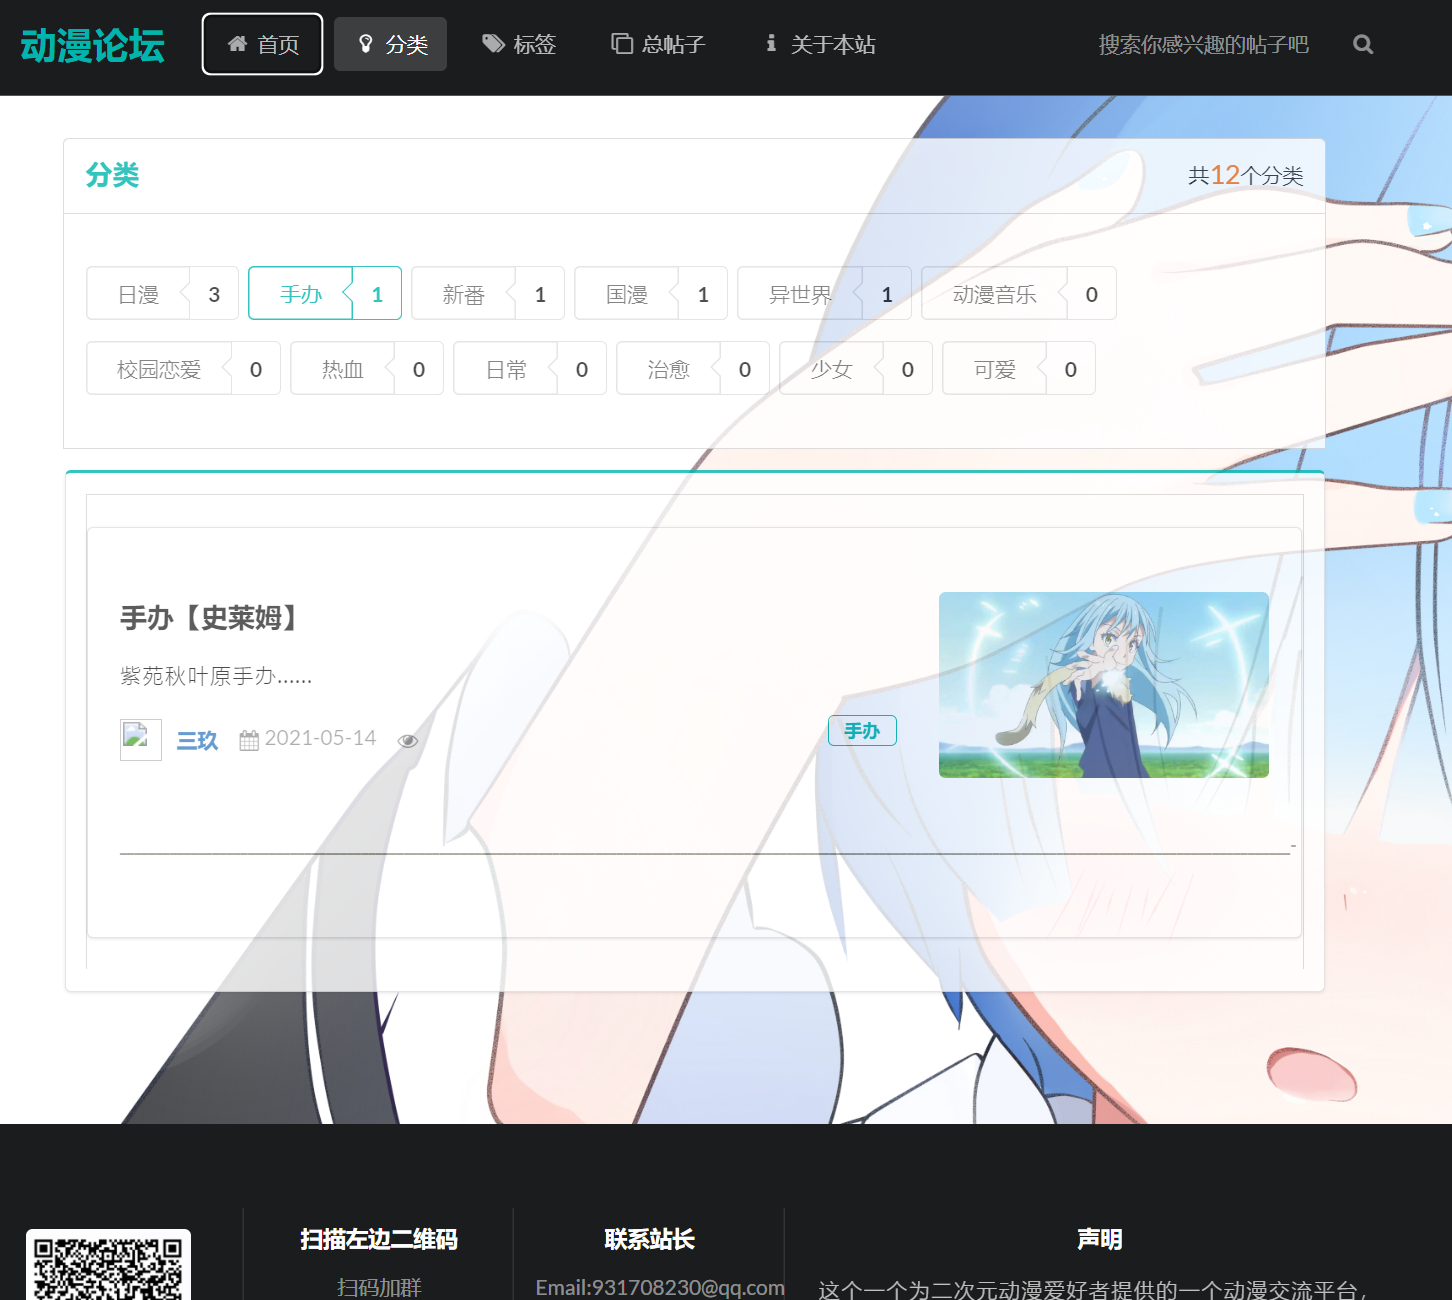 动漫论坛 首页 分类 标签 总帖子 关于本站 搜索你感兴趣的帖子吧
分类 共12个分类
日漫 3 手办 1 新番 1 国漫 1 异世界 1 动漫音乐 0
校园恋爱 0 热血 0 日常 0 治愈 0 少女 0 可爱 0
手办【史莱姆】
紫苑秋叶原手办......
三玖 2021-05-14
手办
扫描左边二维码 联系站长 声明
扫码加群 Email:931708230@qq.com 这个一个为二次元动漫爱好者提供的一个动漫交流平台，